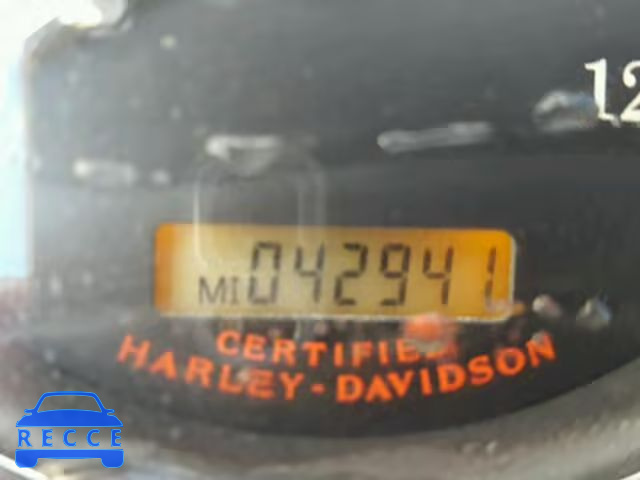 12
MI 042941
CERTIFIED
HARLEY-DAVIDSON
RECCE